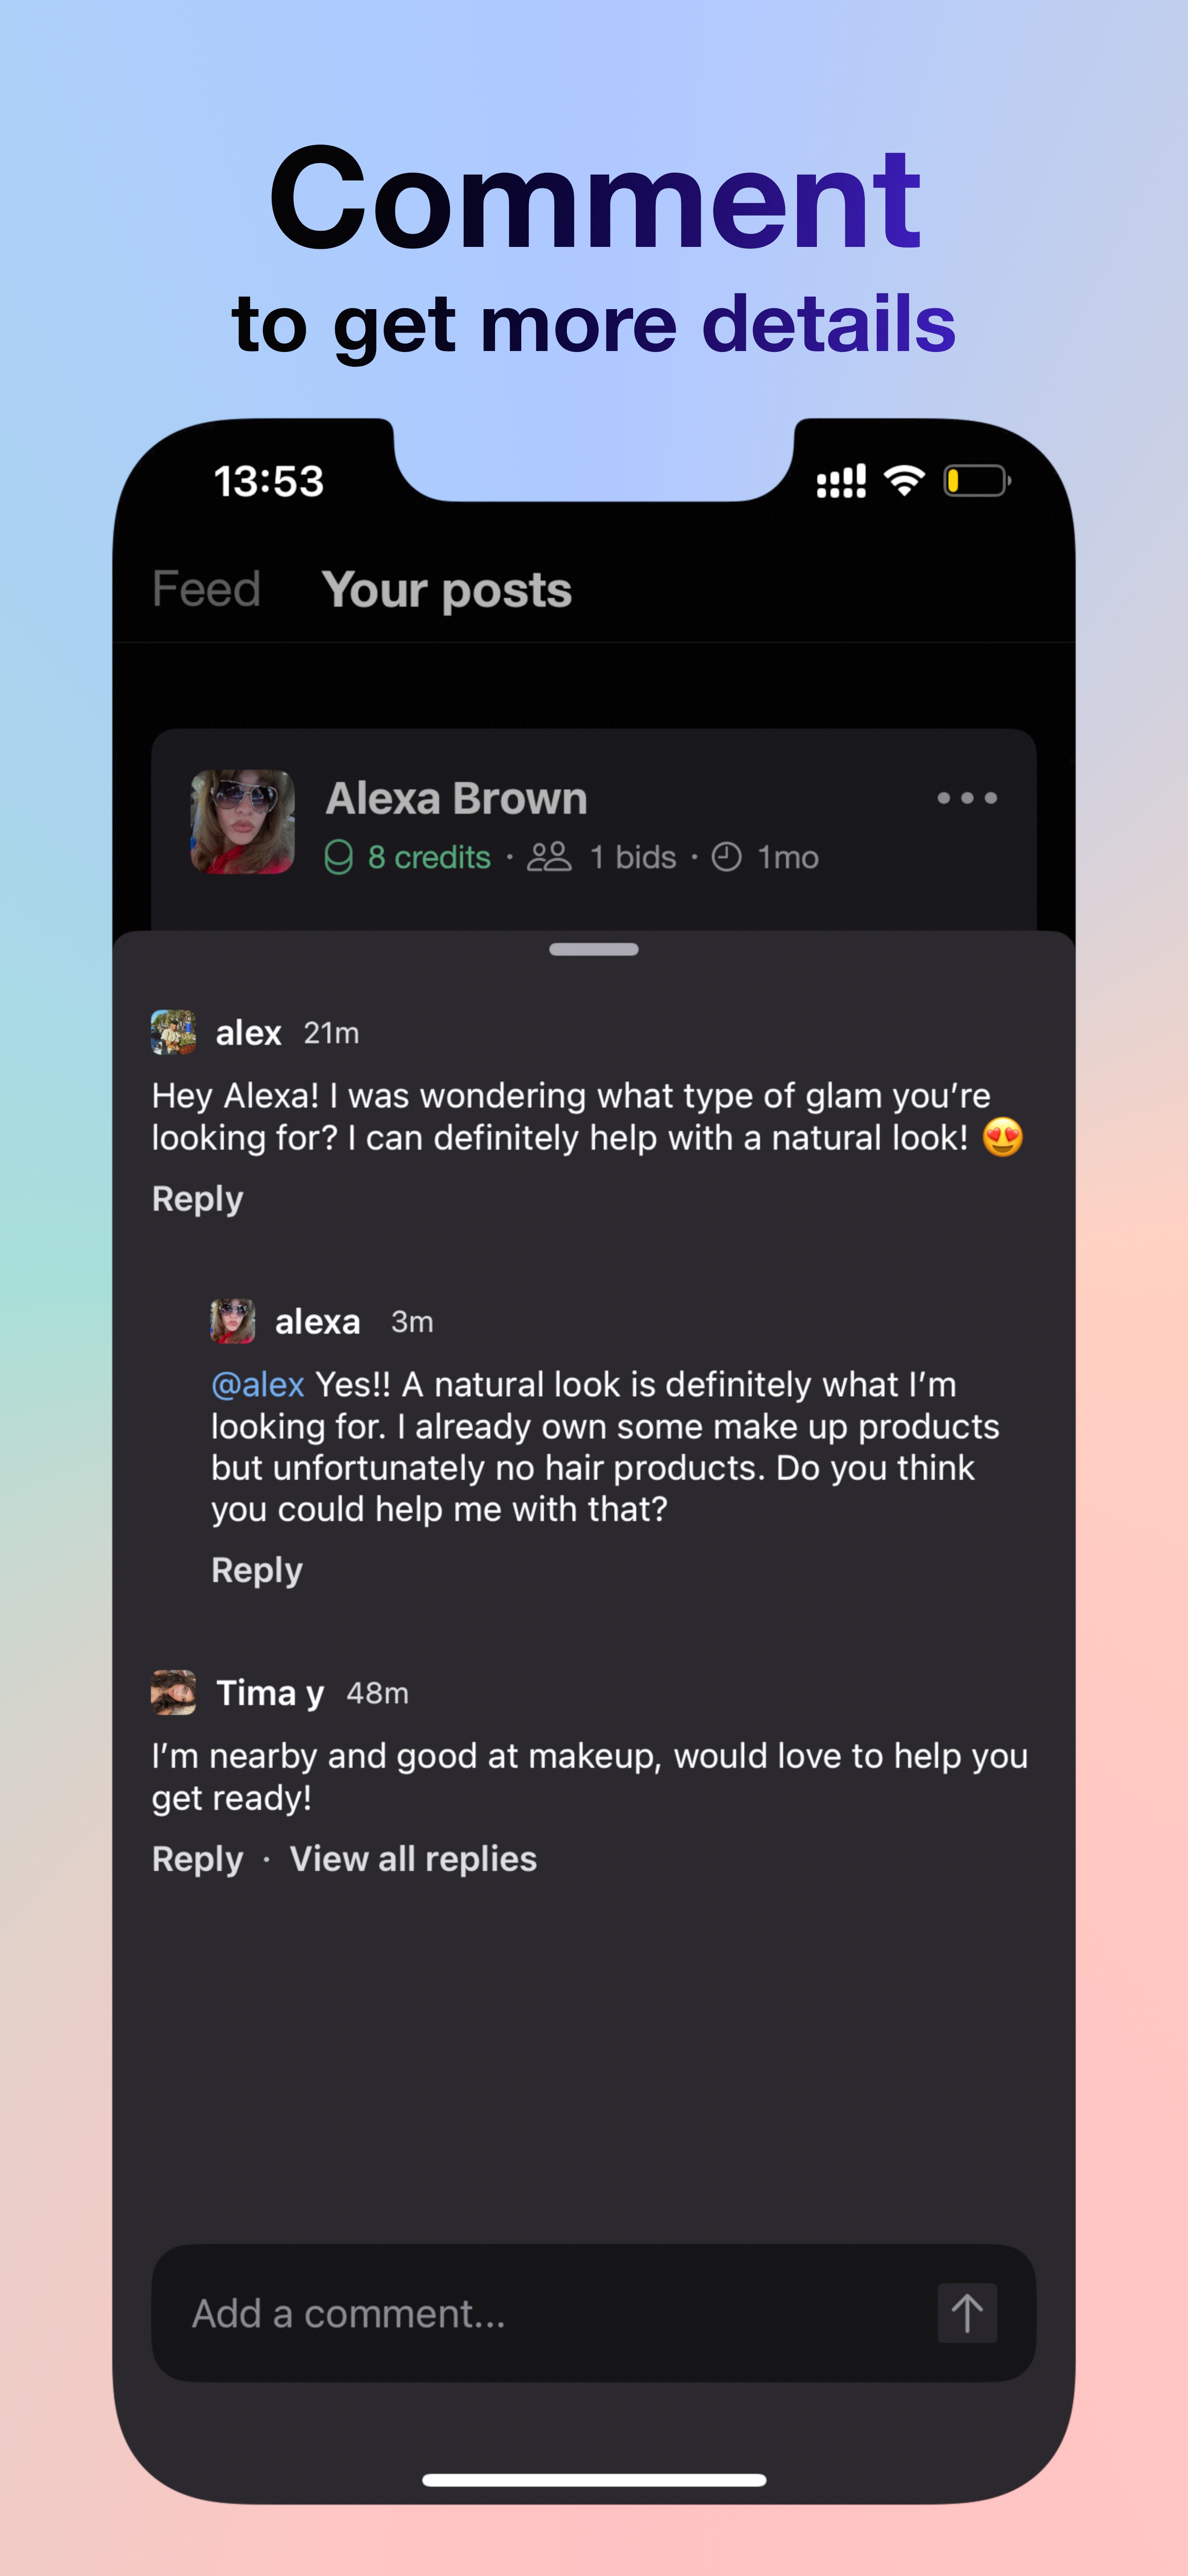 Comment
to get more details
13:53
Feed Your posts
Alexa Brown
8 credits · 1 bids · 1mo
alex 21m
Hey Alexa! I was wondering what type of glam you’re
looking for? I can definitely help with a natural look! 😍
Reply
alexa 3m
@alex Yes!! A natural look is definitely what I’m
looking for. I already own some make up products
but unfortunately no hair products. Do you think
you could help me with that?
Reply
Tima y 48m
I’m nearby and good at makeup, would love to help you
get ready!
Reply · View all replies
Add a comment...